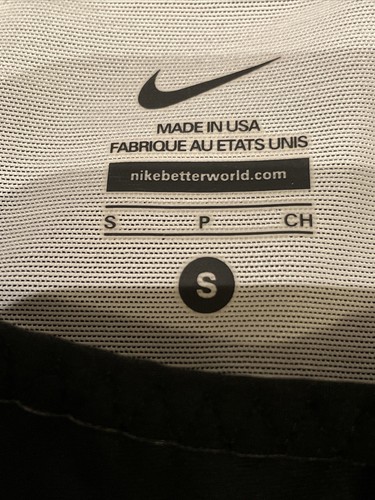 MADE IN USA
FABRIQUE AU ETATS UNIS
nikebetterworld.com
S P CH
S